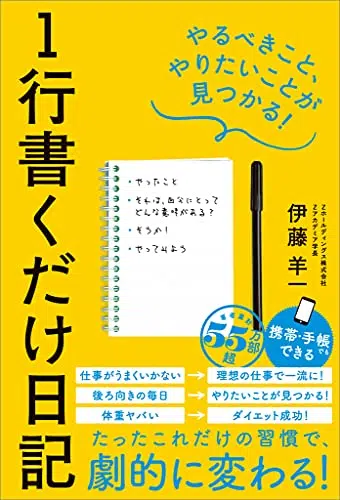 やるべきこと、
やりたいことが
見つかる!
1行書くだけ日記
・やったこと
・それは、自分にとって
どんな意味がある?
・そうか!
・やってみよう
Zホールディングス株式会社
Zアカデミア学長
伊藤 羊一
著者累計
55万部
超
携帯・手帳でも
できる
仕事がうまくいかない → 理想の仕事で一流に!
後ろ向きの毎日 → やりたいことが見つかる!
体重ヤバい → ダイエット成功!
たったこれだけの習慣で、
劇的に変わる!